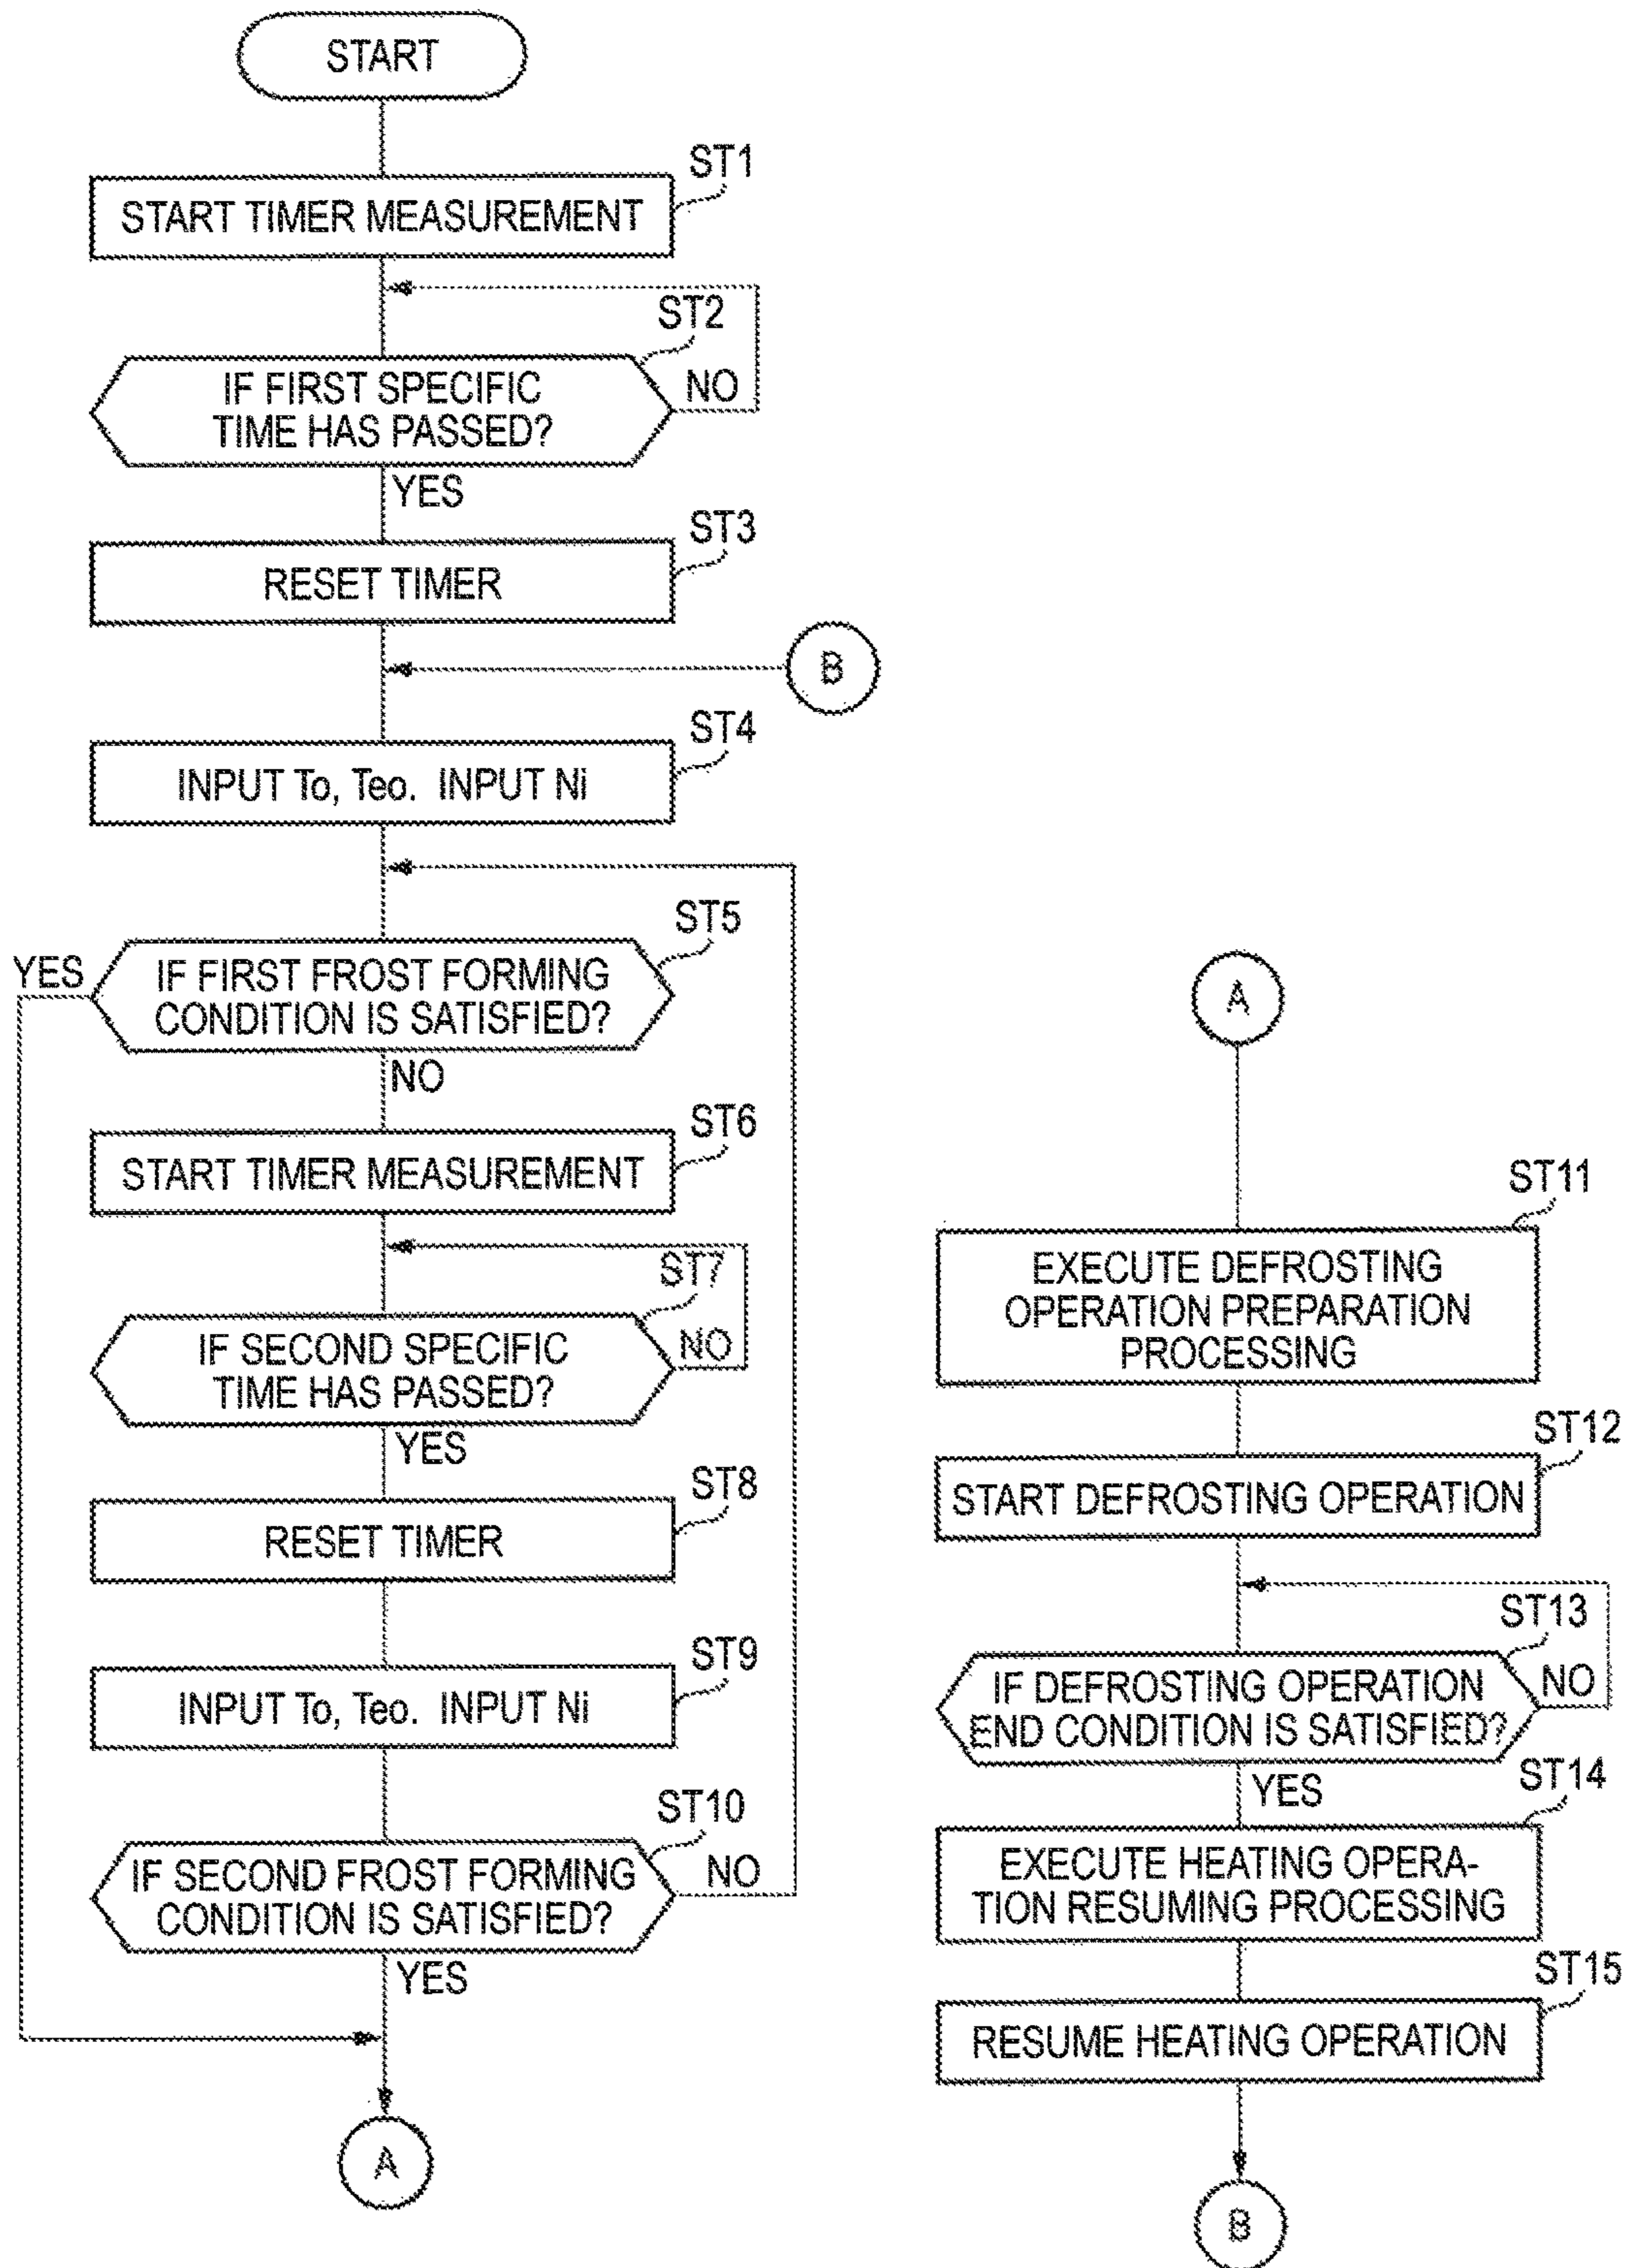 START
ST1
START TIMER MEASUREMENT
ST2
IF FIRST SPECIFIC
TIME HAS PASSED?
NO
YES
ST3
RESET TIMER
B
ST4
INPUT To, Teo. INPUT Ni
ST5
YES
IF FIRST FROST FORMING
CONDITION IS SATISFIED?
NO
ST6
START TIMER MEASUREMENT
ST7
IF SECOND SPECIFIC
TIME HAS PASSED?
NO
YES
ST8
RESET TIMER
ST9
INPUT To, Teo. INPUT Ni
ST10
IF SECOND FROST FORMING
CONDITION IS SATISFIED?
NO
YES
A
A
ST11
EXECUTE DEFROSTING
OPERATION PREPARATION
PROCESSING
ST12
START DEFROSTING OPERATION
ST13
IF DEFROSTING OPERATION
END CONDITION IS SATISFIED?
NO
YES
ST14
EXECUTE HEATING OPERA-
TION RESUMING PROCESSING
ST15
RESUME HEATING OPERATION
B